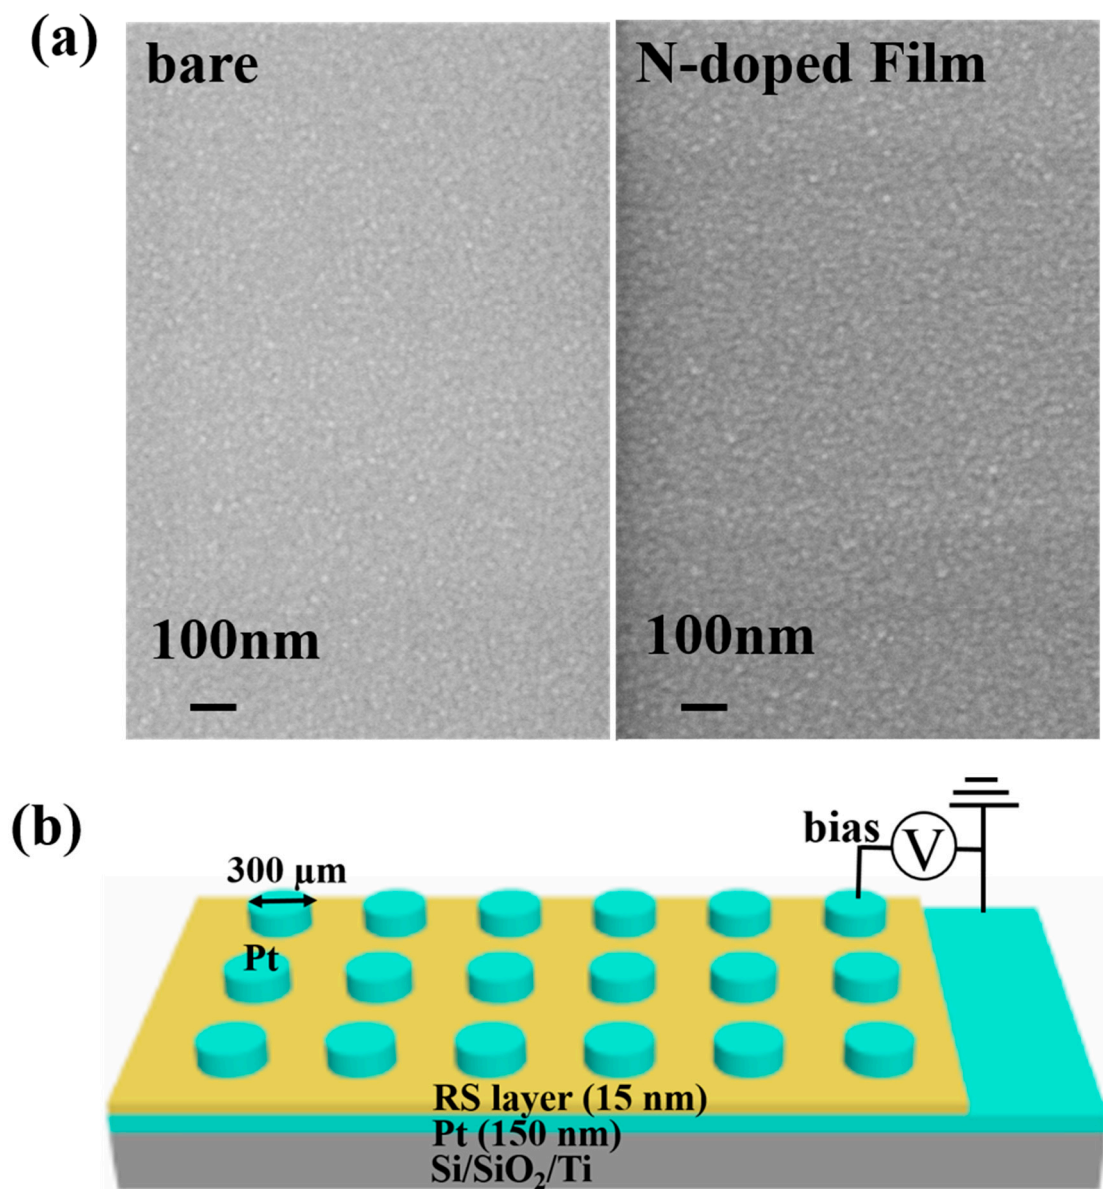 (a)
bare
N-doped Film
100nm
100nm
(b)
bias
V
300 µm
Pt
RS layer (15 nm)
Pt (150 nm)
Si/SiO₂/Ti